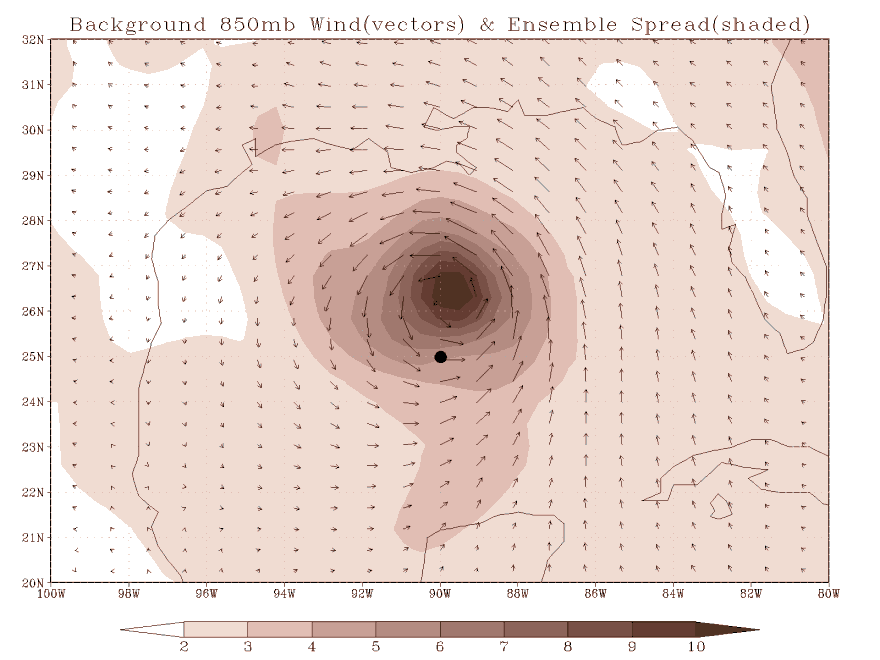 Background 850mb Wind(vectors) & Ensemble Spread(shaded)
32N
31N
30N
29N
28N
27N
26N
25N
24N
23N
22N
21N
20N
100W 98W 96W 94W 92W 90W 88W 86W 84W 82W 80W
2 3 4 5 6 7 8 9 10